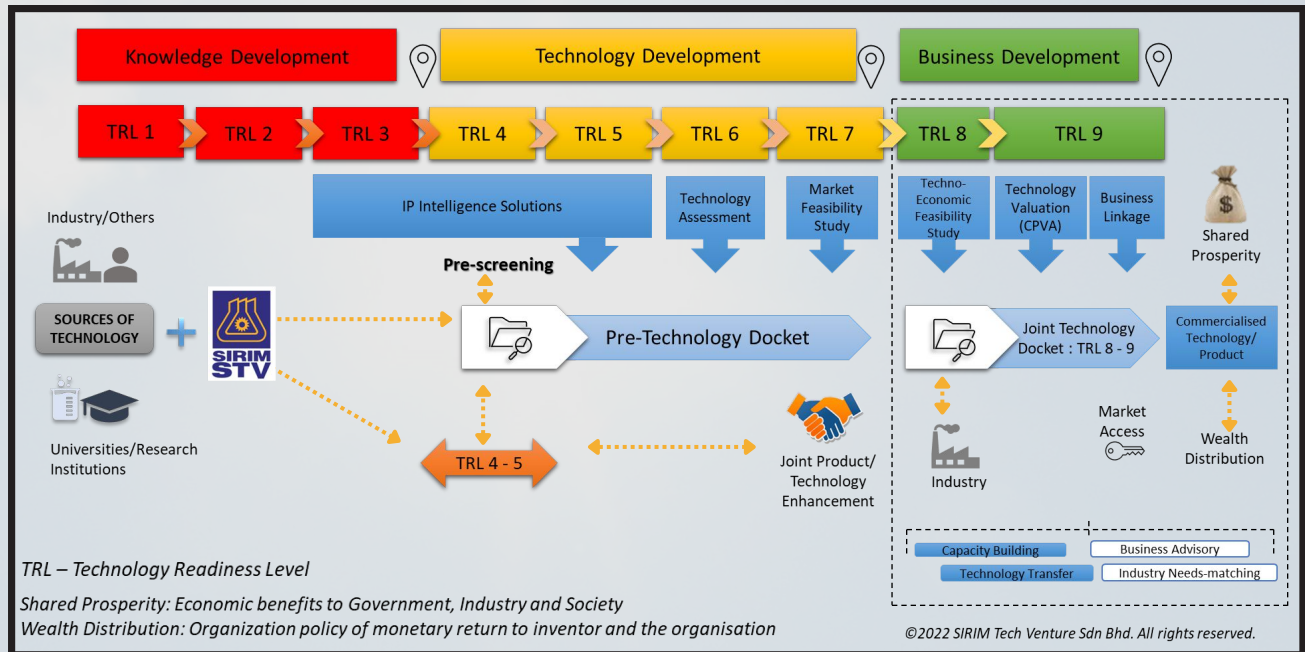 Knowledge Development
Technology Development
Business Development
TRL 1
TRL 2
TRL 3
TRL 4
TRL 5
TRL 6
TRL 7
TRL 8
TRL 9
IP Intelligence Solutions
Technology
Assessment
Market
Feasibility
Study
Techno-
Economic
Feasibility
Study
Technology
Valuation
(CPVA)
Business
Linkage
$
Shared
Prosperity
Industry/Others
Pre-screening
SOURCES OF
TECHNOLOGY
SIRIM
STV
Pre-Technology Docket
Joint Technology
Docket : TRL 8 - 9
Commercialised
Technology/
Product
Universities/Research
Institutions
TRL 4 - 5
Joint Product/
Technology
Enhancement
Industry
Market
Access
Wealth
Distribution
Capacity Building
Business Advisory
Technology Transfer
Industry Needs-matching
TRL – Technology Readiness Level
Shared Prosperity: Economic benefits to Government, Industry and Society
Wealth Distribution: Organization policy of monetary return to inventor and the organisation
©2022 SIRIM Tech Venture Sdn Bhd. All rights reserved.